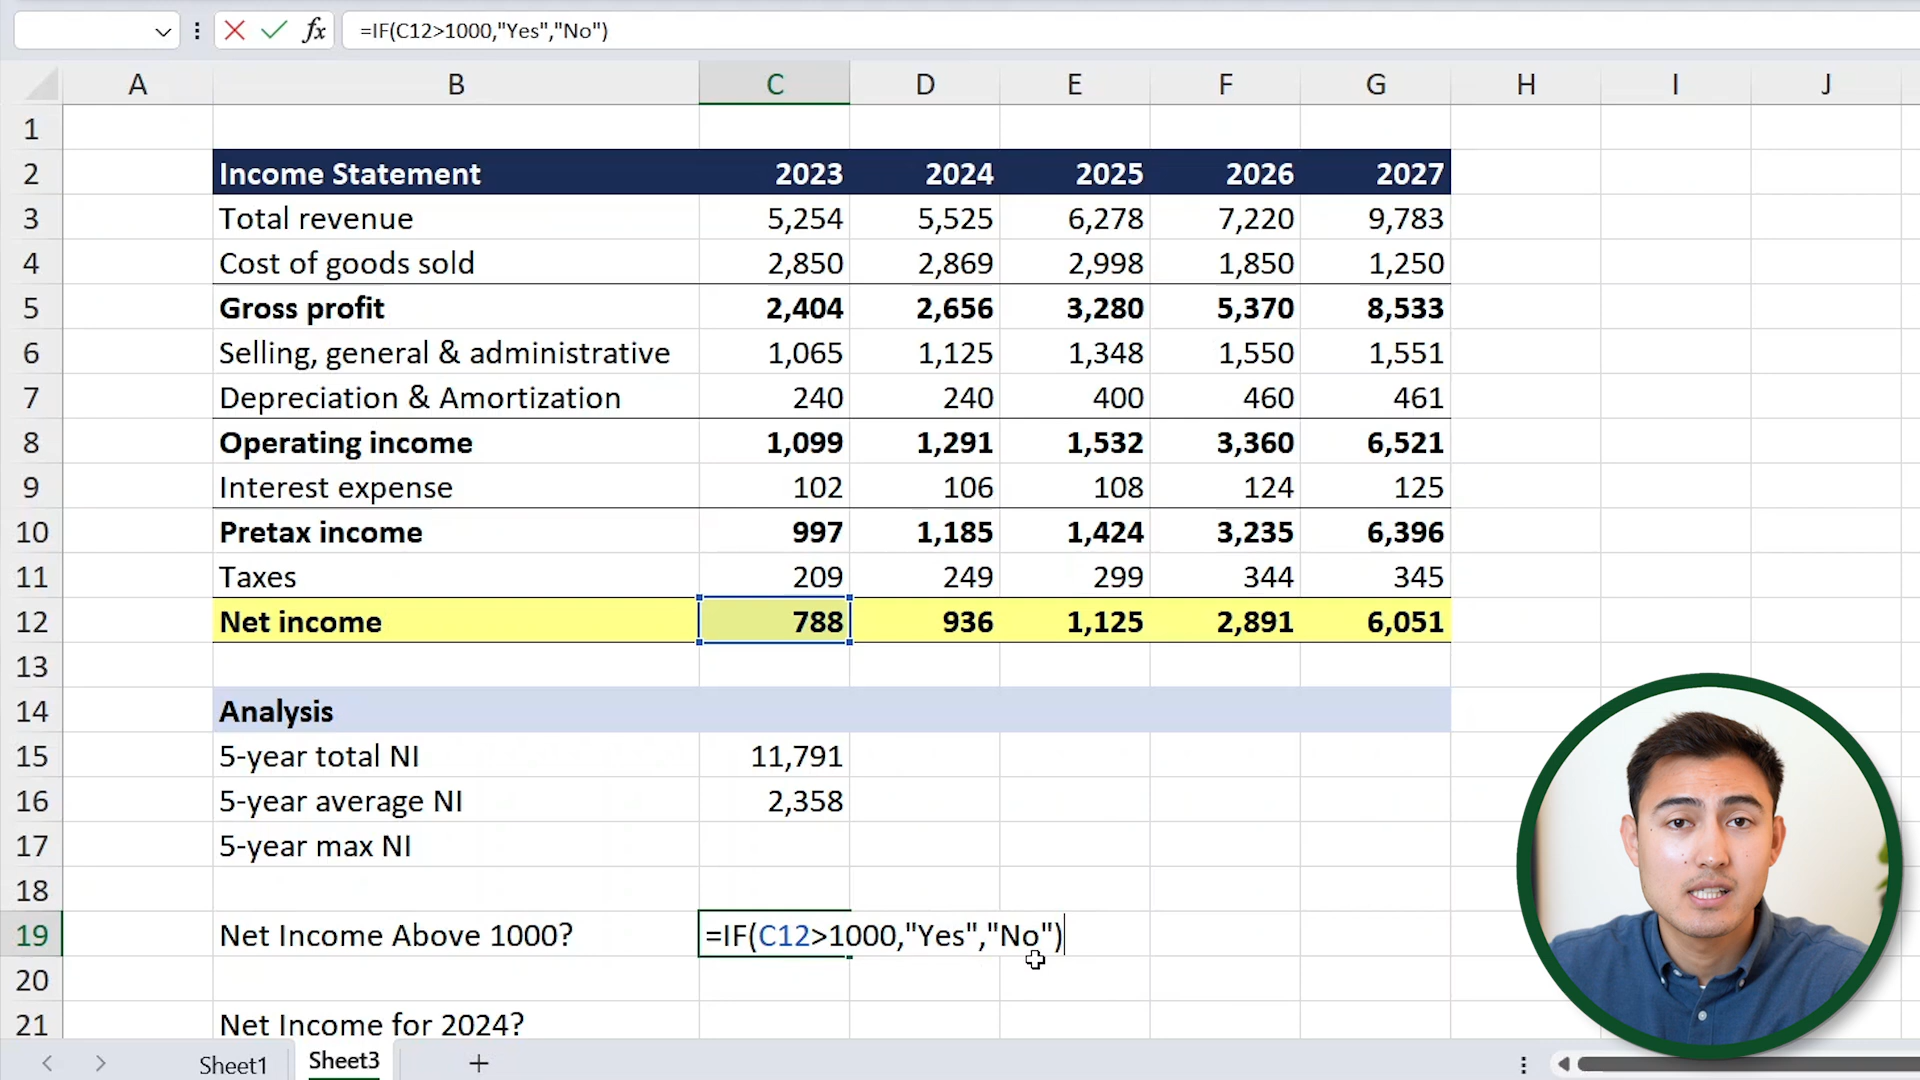 fx =IF(C12>1000,"Yes","No")
A B C D E F G H I J
1
2 Income Statement 2023 2024 2025 2026 2027
3 Total revenue 5,254 5,525 6,278 7,220 9,783
4 Cost of goods sold 2,850 2,869 2,998 1,850 1,250
5 Gross profit 2,404 2,656 3,280 5,370 8,533
6 Selling, general & administrative 1,065 1,125 1,348 1,550 1,551
7 Depreciation & Amortization 240 240 400 460 461
8 Operating income 1,099 1,291 1,532 3,360 6,521
9 Interest expense 102 106 108 124 125
10 Pretax income 997 1,185 1,424 3,235 6,396
11 Taxes 209 249 299 344 345
12 Net income 788 936 1,125 2,891 6,051
13
14 Analysis
15 5-year total NI 11,791
16 5-year average NI 2,358
17 5-year max NI
18
19 Net Income Above 1000? =IF(C12>1000,"Yes","No")
20
21 Net Income for 2024?
Sheet1 Sheet3 +